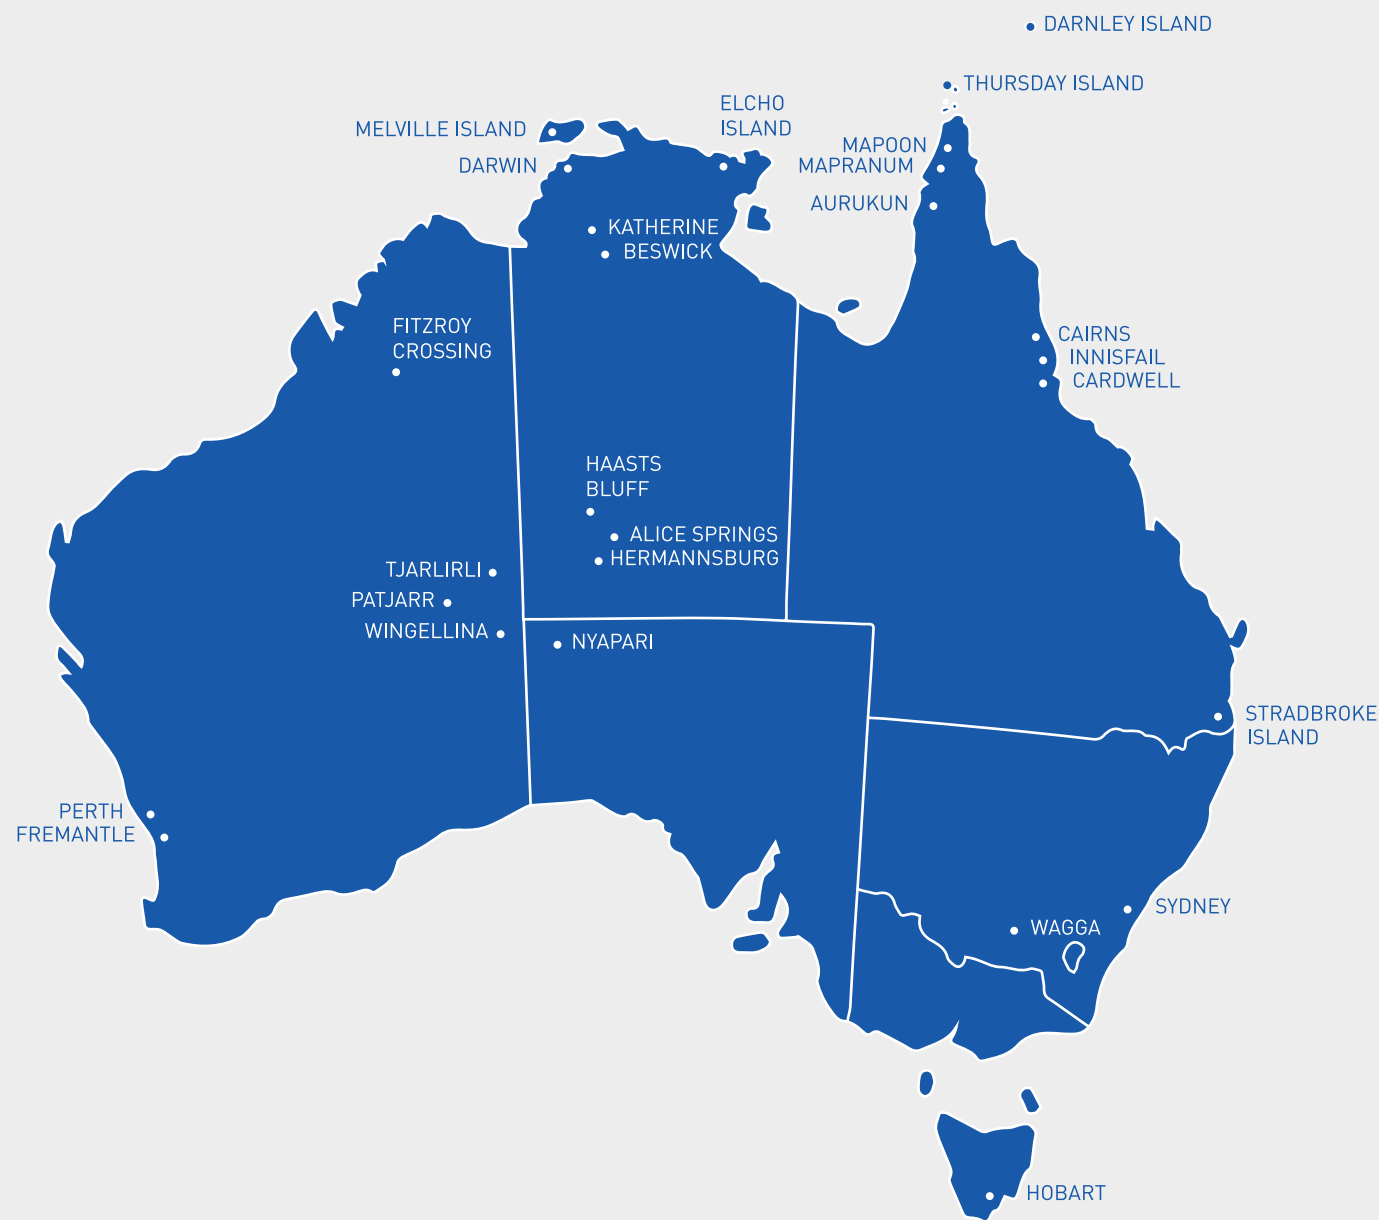 DARNLEY ISLAND
THURSDAY ISLAND
ELCHO
ISLAND
MELVILLE ISLAND
DARWIN
MAPOON
MAPRANUM
AURUKUN
KATHERINE
BESWICK
FITZROY
CROSSING
CAIRNS
INNISFAIL
CARDWELL
HAASTS
BLUFF
ALICE SPRINGS
HERMANNSBURG
TJARLIRLI
PATJARR
WINGELLINA
NYAPARI
STRADBROKE
ISLAND
PERTH
FREMANTLE
SYDNEY
WAGGA
HOBART